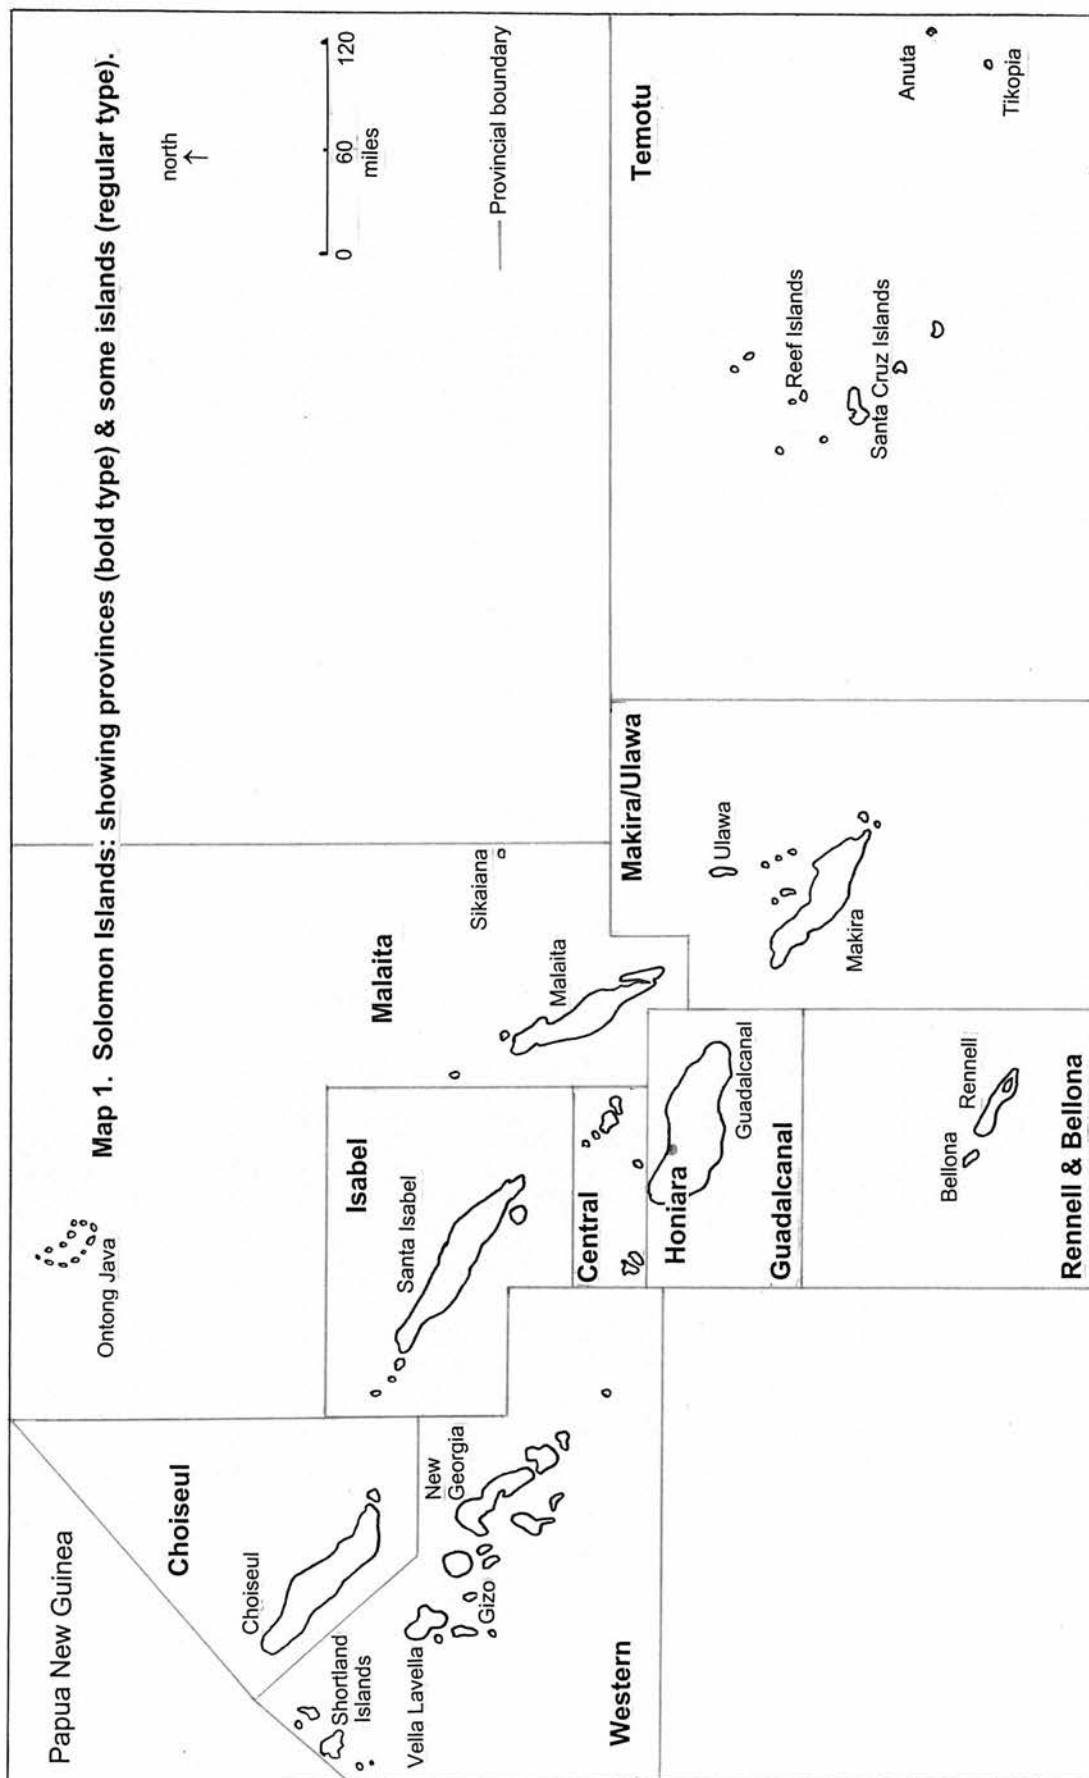 Map 1. Solomon Islands: showing provinces (bold type) & some islands (regular type).
Papua New Guinea
Ontong Java
north
↑
0 60 120
miles
Provincial boundary
Choiseul
Choiseul
Shortland
Islands
Isabel
Santa Isabel
Malaita
Sikaiana
Malaita
New
Georgia
Vella Lavella
Gizo
Western
Central
Honiara
Guadalcanal
Guadalcanal
Makira/Ulawa
Ulawa
Makira
Temotu
Reef Islands
Santa Cruz Islands
Anuta
Tikopia
Bellona
Rennell
Rennell & Bellona